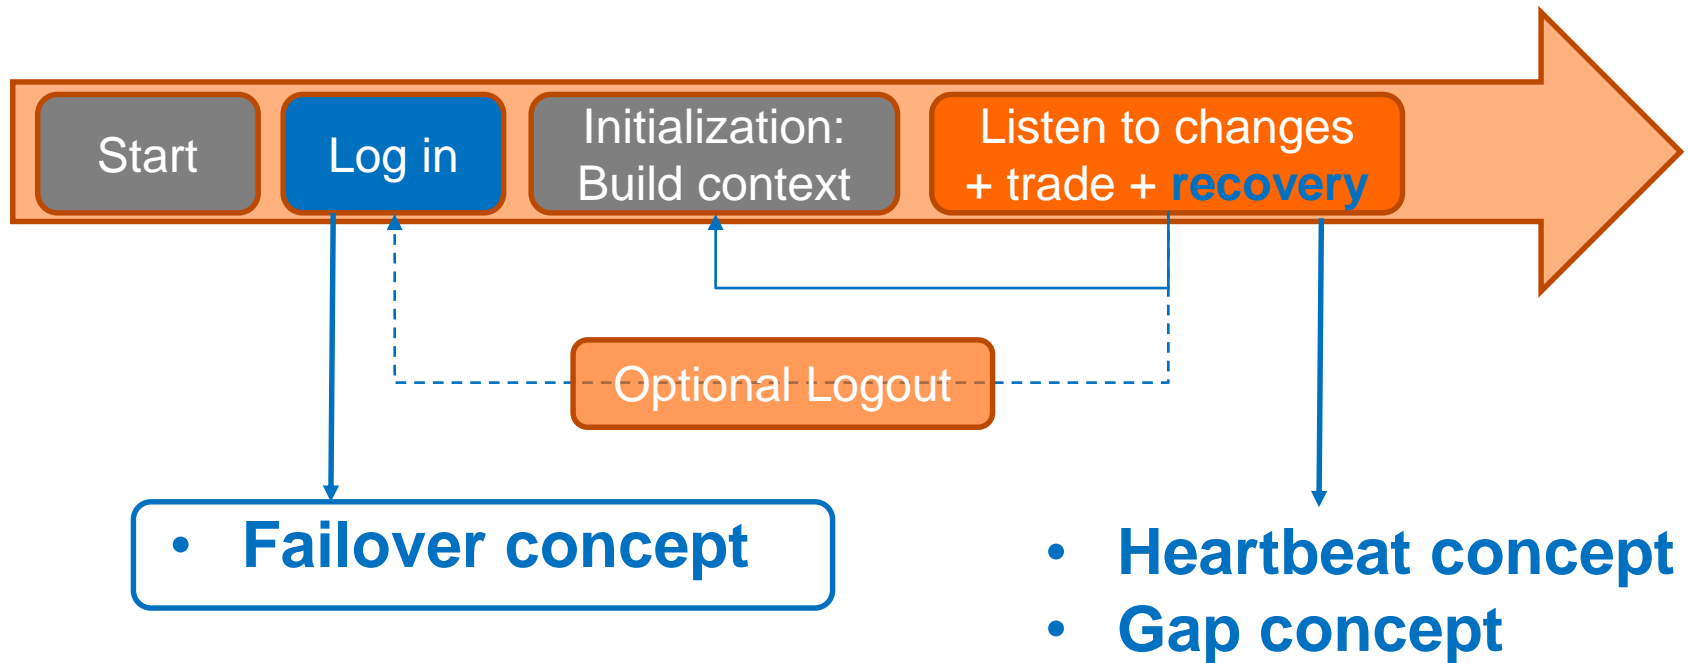 Start
Log in
Initialization:
Build context
Listen to changes
+ trade + recovery
Optional Logout
• Failover concept
• Heartbeat concept
• Gap concept